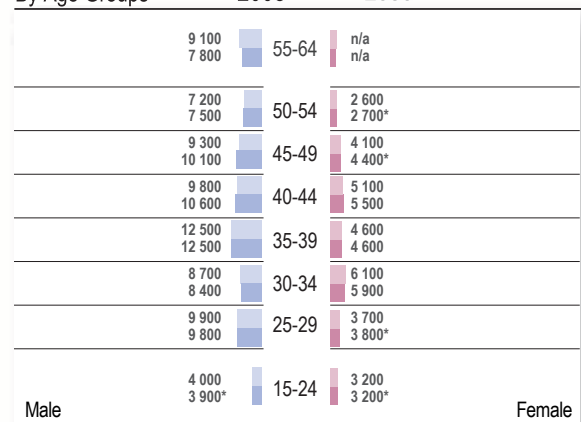 9 100 55-64 n/a
7 800 n/a
7 200 50-54 2 600
7 500 2 700*
9 300 45-49 4 100
10 100 4 400*
9 800 40-44 5 100
10 600 5 500
12 500 35-39 4 600
12 500 4 600
8 700 30-34 6 100
8 400 5 900
9 900 25-29 3 700
9 800 3 800*
4 000 15-24 3 200
3 900* 3 200*
Male Female